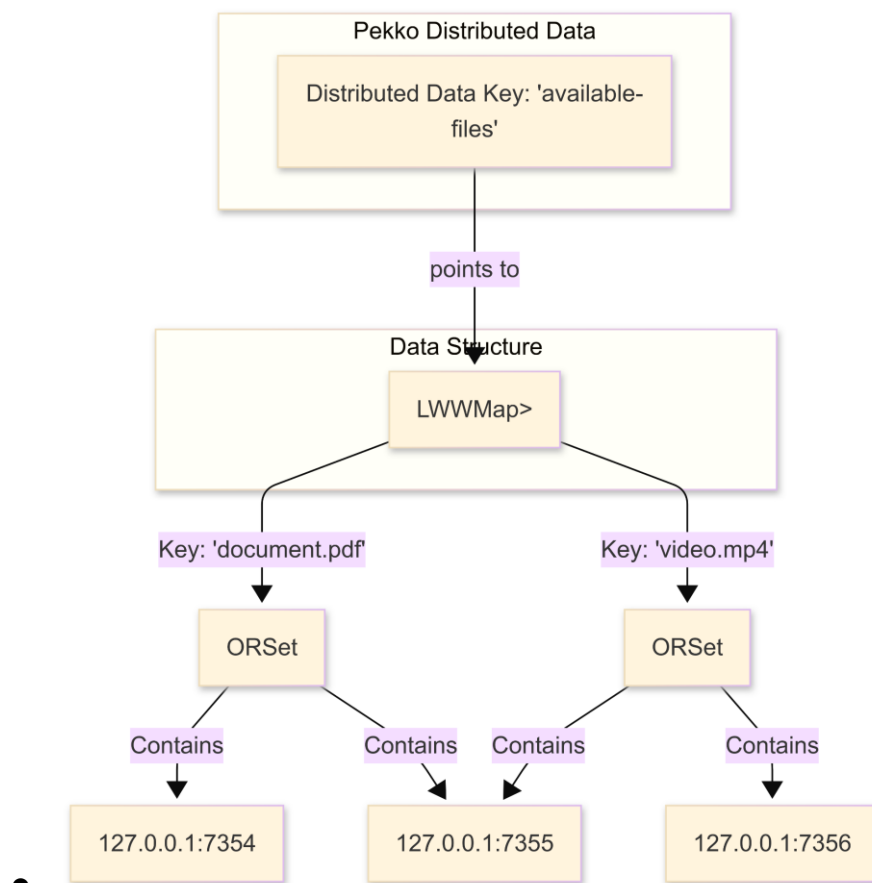 Pekko Distributed Data
Distributed Data Key: 'available-
files'
points to
Data Structure
LWWMap>
Key: 'document.pdf'
Key: 'video.mp4'
ORSet
ORSet
Contains
Contains
Contains
Contains
127.0.0.1:7354
127.0.0.1:7355
127.0.0.1:7356